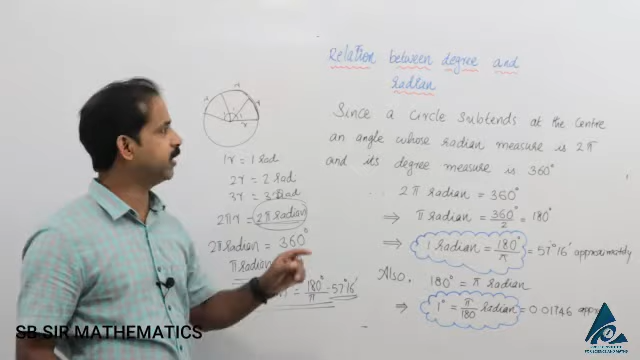 Relation between degree and
radian
Since a Circle Subtends at the Centre
an angle whose radian measure is 2π
and its degree measure is 360°
2π radian = 360°
⇒ π radian = 360°/2 = 180°
⇒ 1 radian = 180°/π = 57°16' approximately
Also, 180° = π radian
⇒ 1° = π/180 radian = 0.01746 app
1r = 1 rad
2r = 2 rad
3r = 3 rad
2πr = 2π radian
2π radian = 360°
π radian
180°/π = 57°16'
SB SIR MATHEMATICS